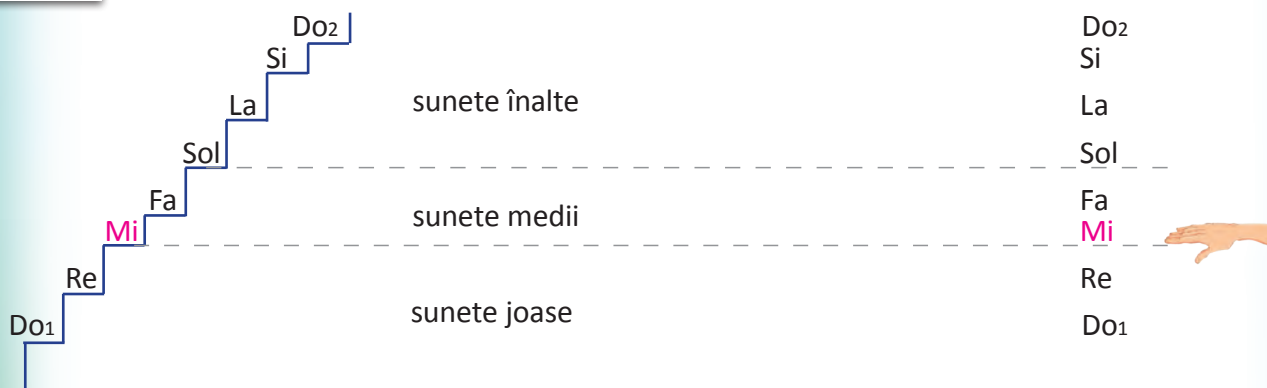 Do2
Si
La
sunete înalte
Sol
Fa
Mi
sunete medii
Re
Do1
sunete joase
Do2
Si
La
Sol
Fa
Mi
Re
Do1